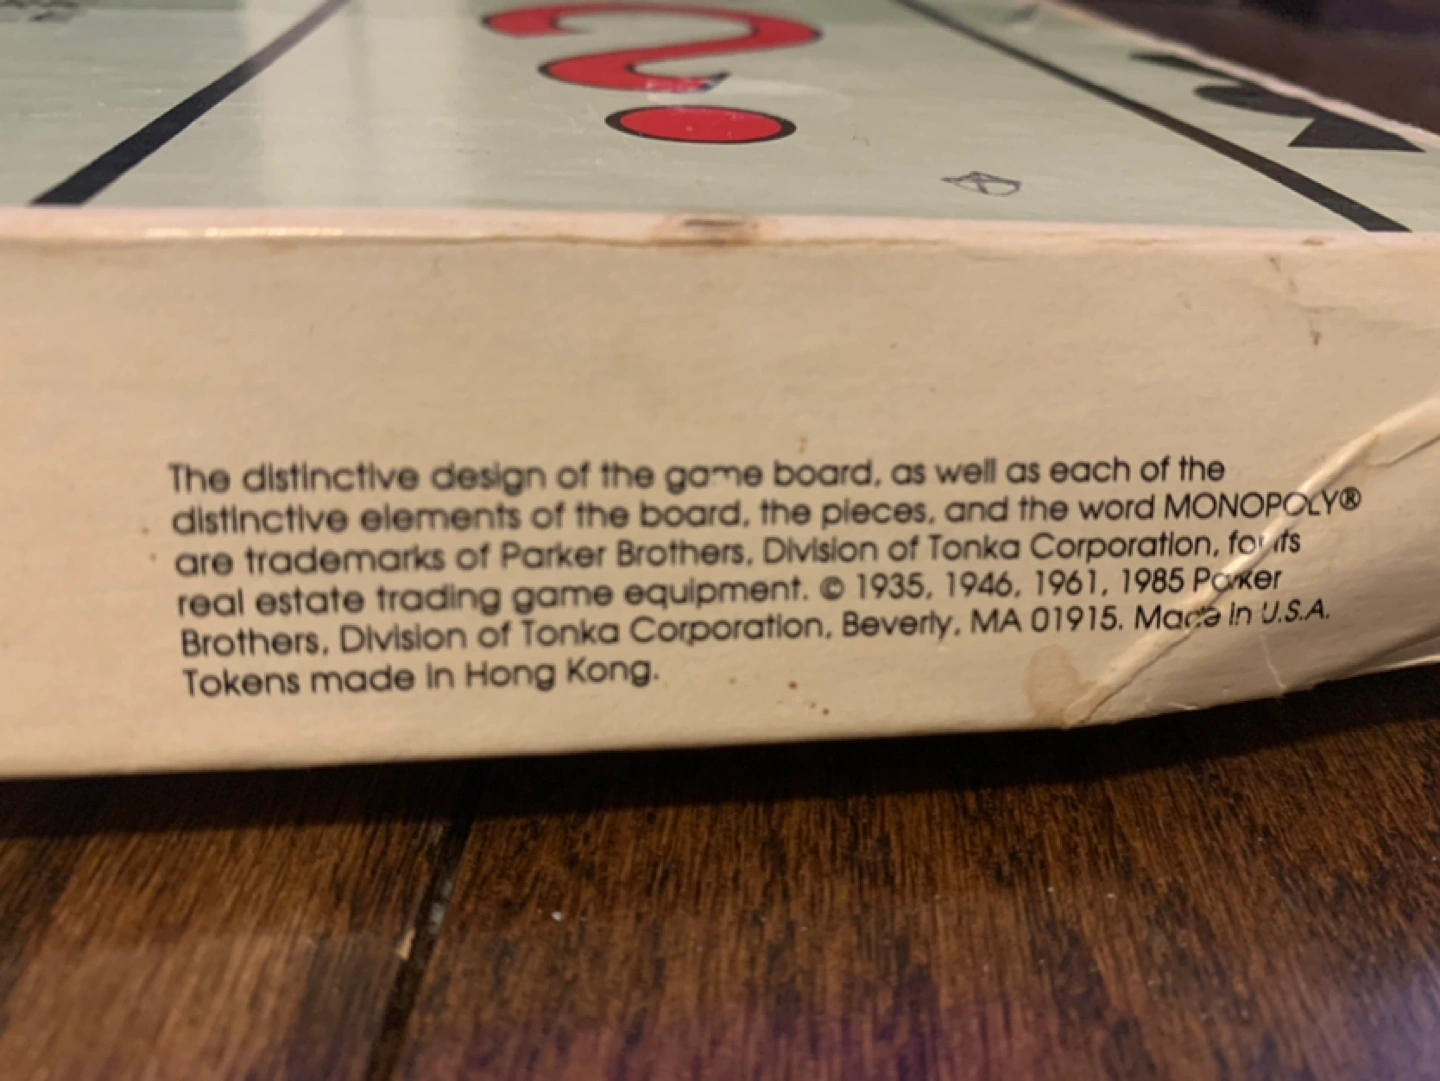 ?
The distinctive design of the game board, as well as each of the
distinctive elements of the board, the pieces, and the word MONOPOLY®
are trademarks of Parker Brothers, Division of Tonka Corporation, for its
real estate trading game equipment. © 1935, 1946, 1961, 1985 Parker
Brothers, Division of Tonka Corporation, Beverly, MA 01915. Made in U.S.A.
Tokens made in Hong Kong.